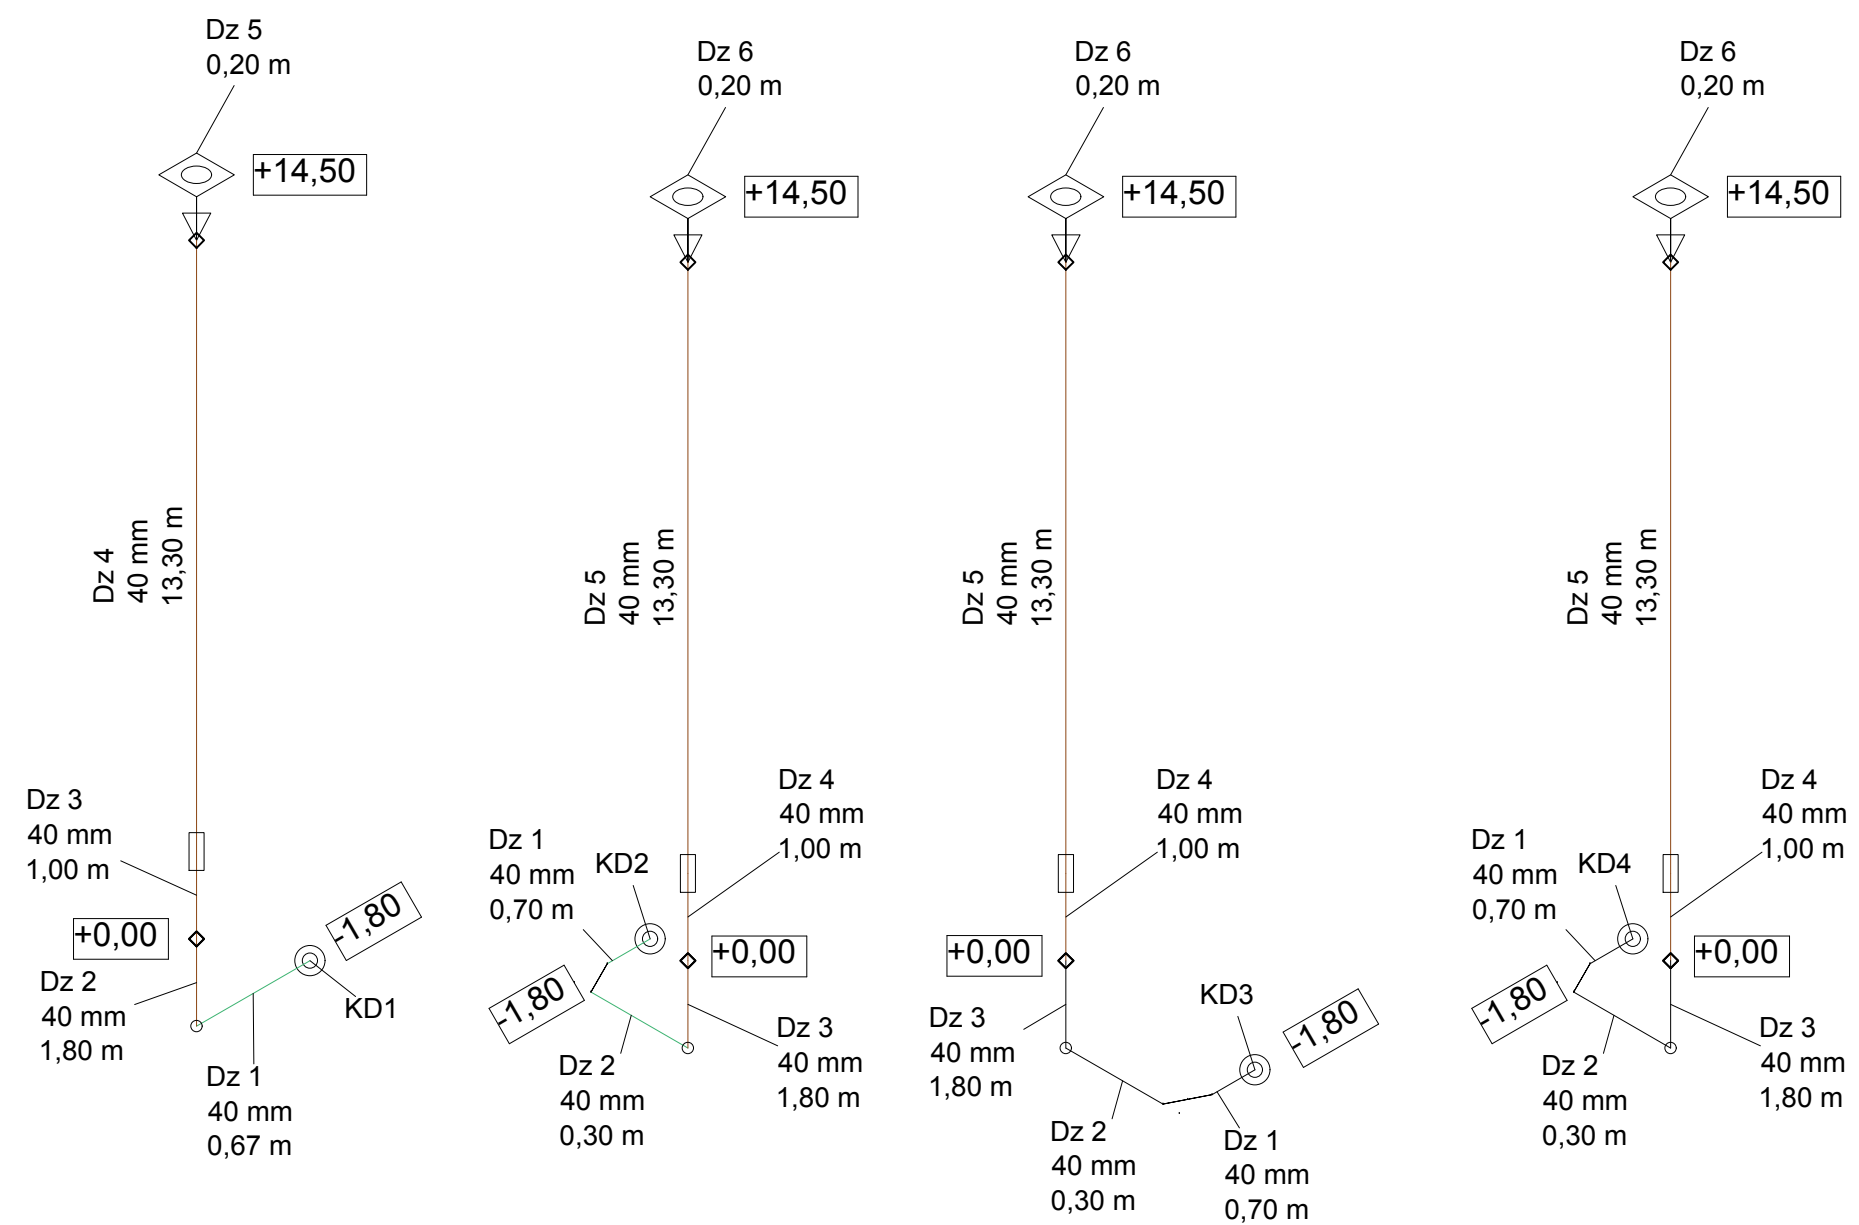 Dz 5
0,20 m
+14,50
Dz 4
40 mm
13,30 m
Dz 3
40 mm
1,00 m
+0,00
Dz 2
40 mm
1,80 m
-1,80
KD1
Dz 1
40 mm
0,67 m
Dz 6
0,20 m
+14,50
Dz 5
40 mm
13,30 m
Dz 4
40 mm
1,00 m
Dz 1
40 mm
0,70 m
KD2
+0,00
-1,80
Dz 2
40 mm
0,30 m
Dz 3
40 mm
1,80 m
Dz 6
0,20 m
+14,50
Dz 5
40 mm
13,30 m
Dz 4
40 mm
1,00 m
+0,00
Dz 3
40 mm
1,80 m
KD3
-1,80
Dz 2
40 mm
0,30 m
Dz 1
40 mm
0,70 m
Dz 6
0,20 m
+14,50
Dz 5
40 mm
13,30 m
Dz 4
40 mm
1,00 m
Dz 1
40 mm
0,70 m
KD4
+0,00
-1,80
Dz 2
40 mm
0,30 m
Dz 3
40 mm
1,80 m